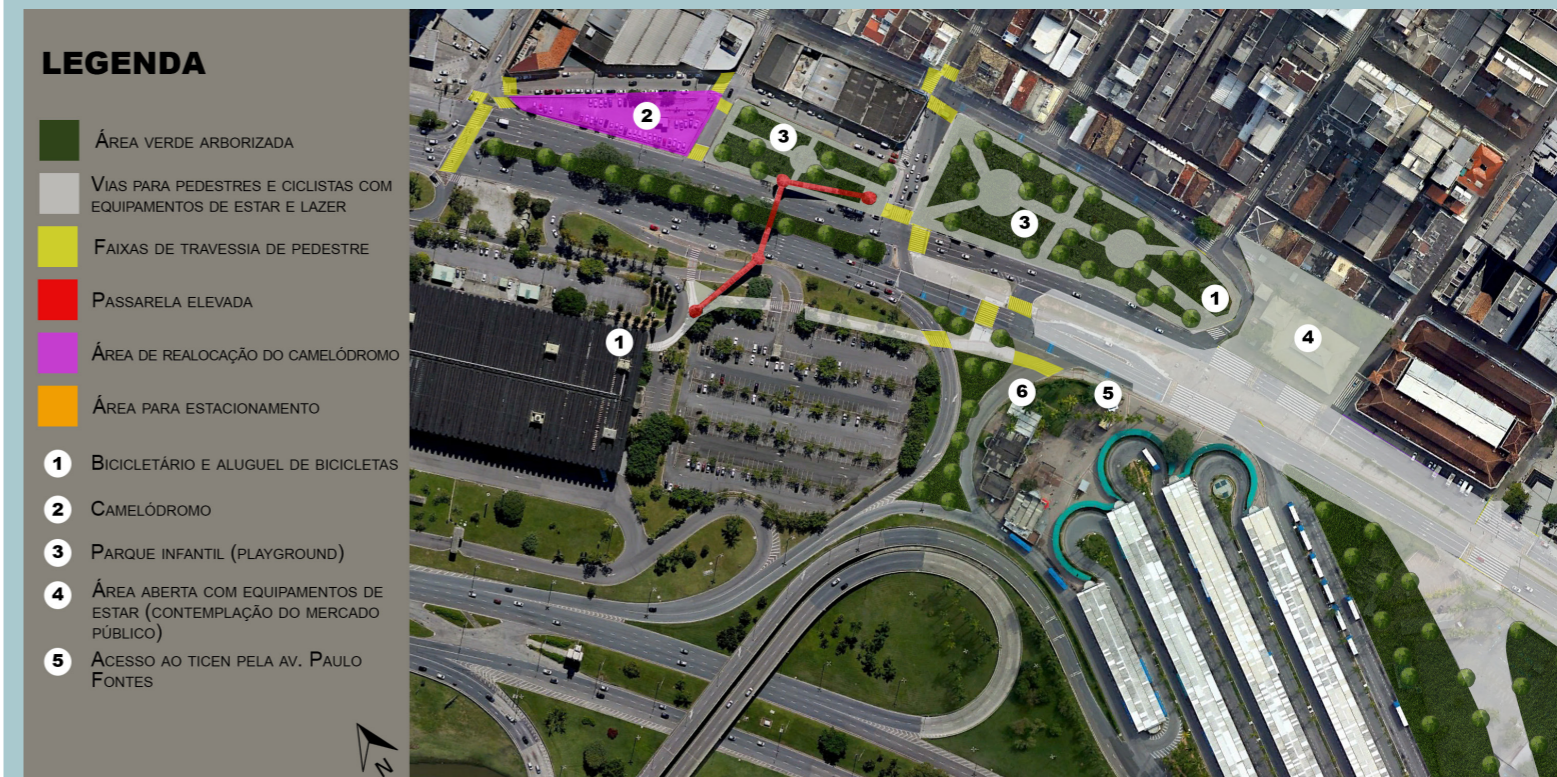 LEGENDA
ÁREA VERDE ARBORIZADA
VIAS PARA PEDESTRES E CICLISTAS COM
EQUIPAMENTOS DE ESTAR E LAZER
FAIXAS DE TRAVESSIA DE PEDESTRE
PASSARELA ELEVADA
ÁREA DE REALOCAÇÃO DO CAMELÓDROMO
ÁREA PARA ESTACIONAMENTO
1 BICICLETÁRIO E ALUGUEL DE BICICLETAS
2 CAMELÓDROMO
3 PARQUE INFANTIL (PLAYGROUND)
4 ÁREA ABERTA COM EQUIPAMENTOS DE
ESTAR (CONTEMPLAÇÃO DO MERCADO
PÚBLICO)
5 ACESSO AO TICEN PELA AV. PAULO
FONTES
N
2
3
3
1
4
1
6
5